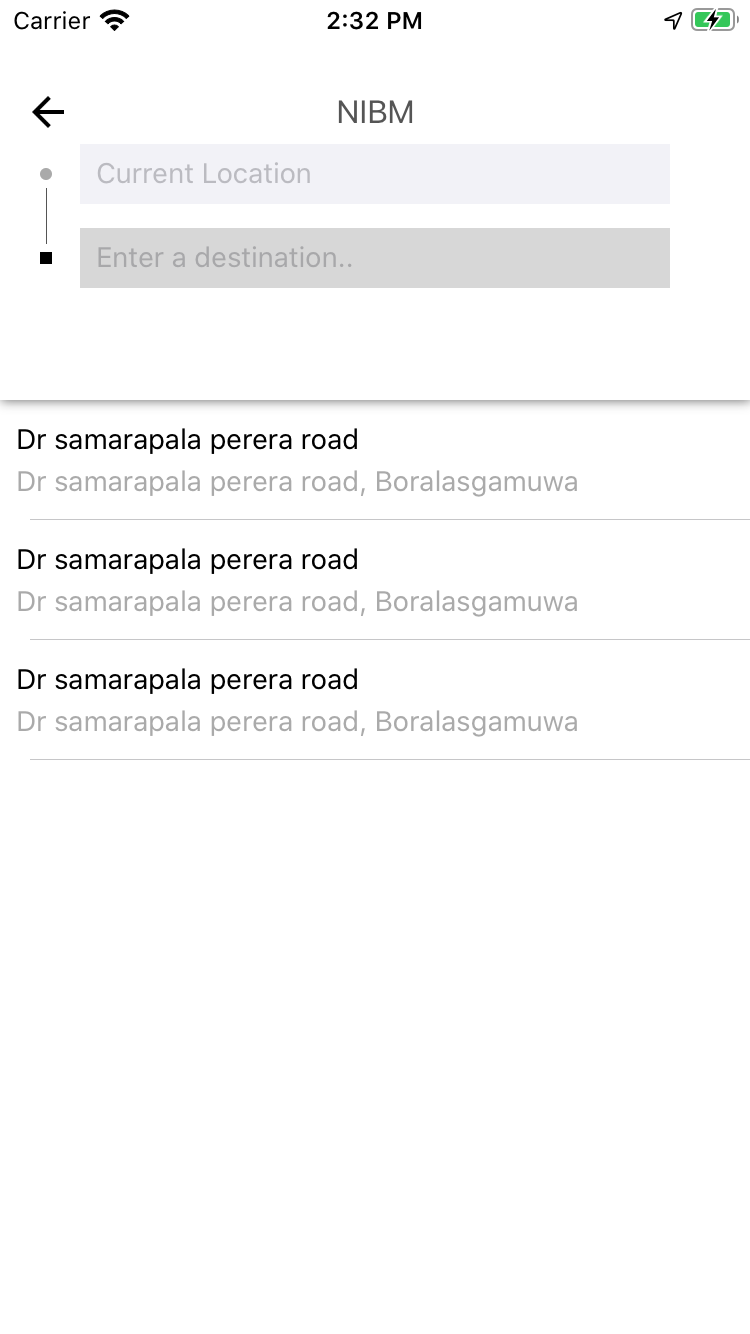 Carrier
2:32 PM
NIBM
Current Location
Enter a destination..
Dr samarapala perera road
Dr samarapala perera road, Boralasgamuwa
Dr samarapala perera road
Dr samarapala perera road, Boralasgamuwa
Dr samarapala perera road
Dr samarapala perera road, Boralasgamuwa